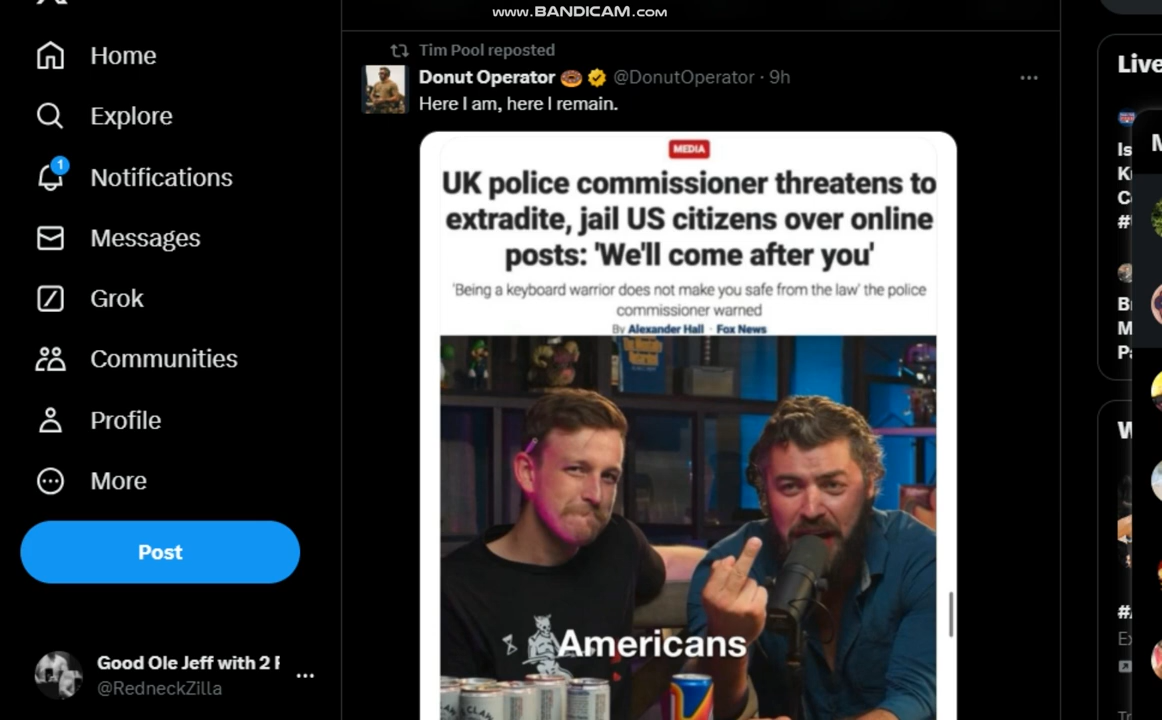 www.BANDICAM.com
Home
Explore
1
Notifications
Messages
Grok
Communities
Profile
More
Post
Good Ole Jeff with 2
@RedneckZilla
Tim Pool reposted
Donut Operator @DonutOperator · 9h
Here I am, here I remain.
MEDIA
UK police commissioner threatens to
extradite, jail US citizens over online
posts: 'We'll come after you'
'Being a keyboard warrior does not make you safe from the law' the police
commissioner warned
By Alexander Hall · Fox News
Americans
Live